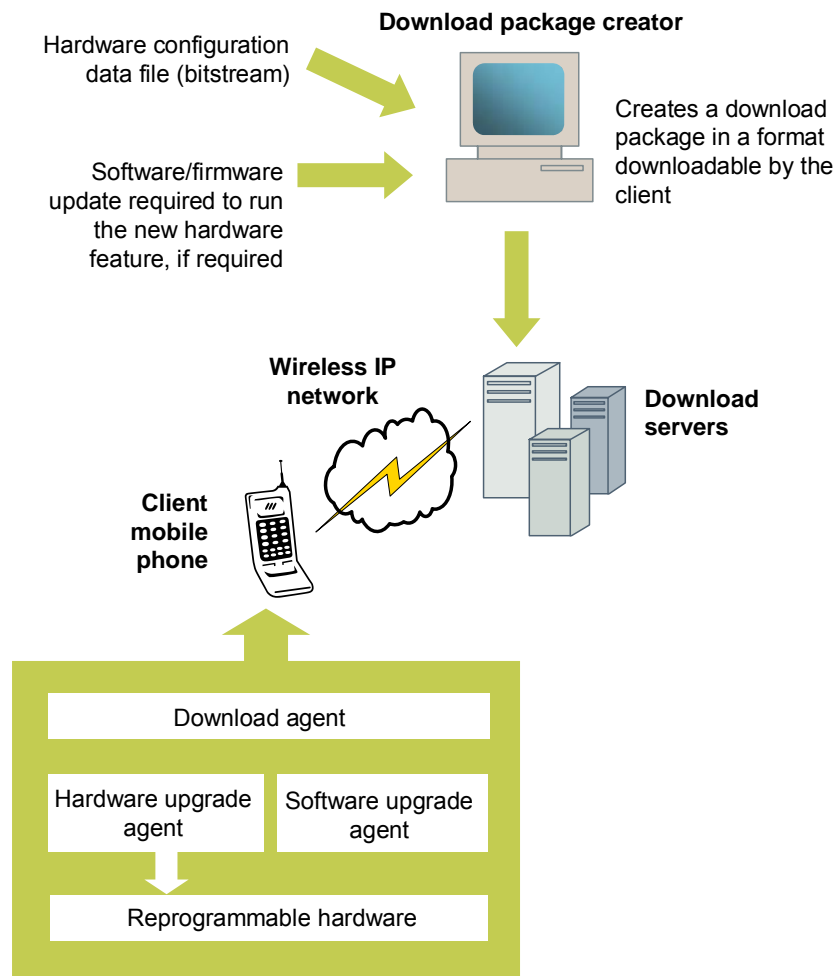 Download package creator
Hardware configuration
data file (bitstream)
Creates a download
package in a format
downloadable by the
client
Software/firmware
update required to run
the new hardware
feature, if required
Wireless IP
network
Download
servers
Client
mobile
phone
Download agent
Hardware upgrade
agent
Software upgrade
agent
Reprogrammable hardware